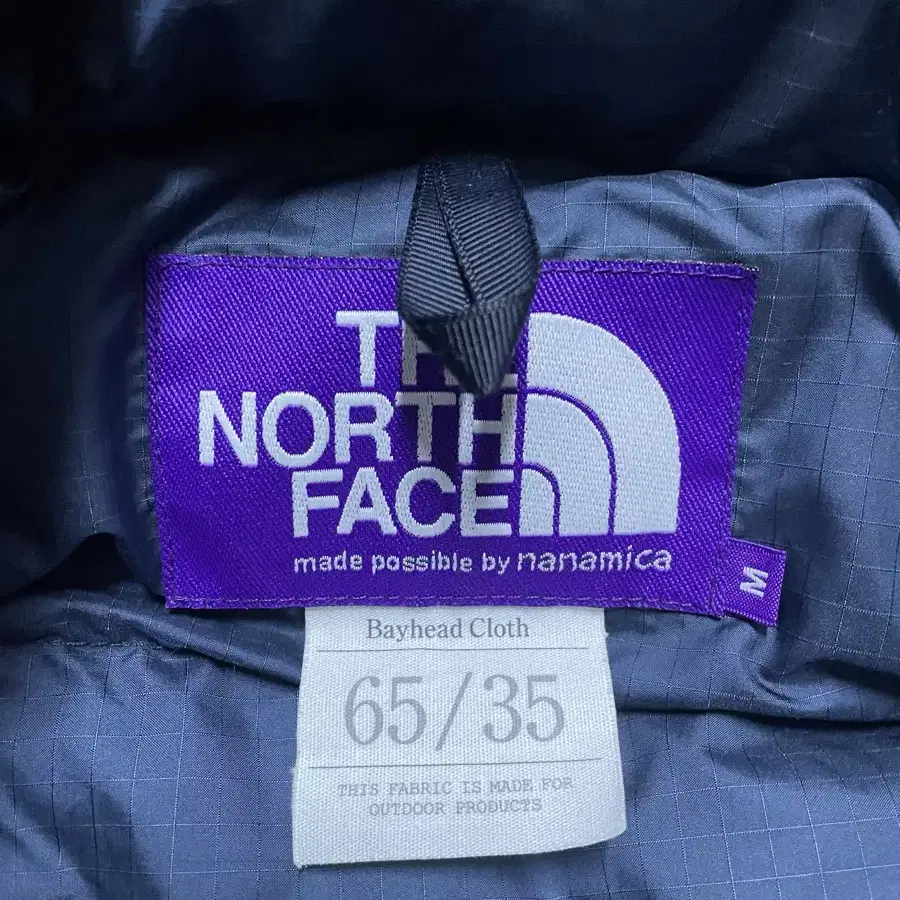 THE
NORTH
FACE
made possible by nanamica
M
Bayhead Cloth
65/35
THIS FABRIC IS MADE FOR
OUTDOOR PRODUCTS